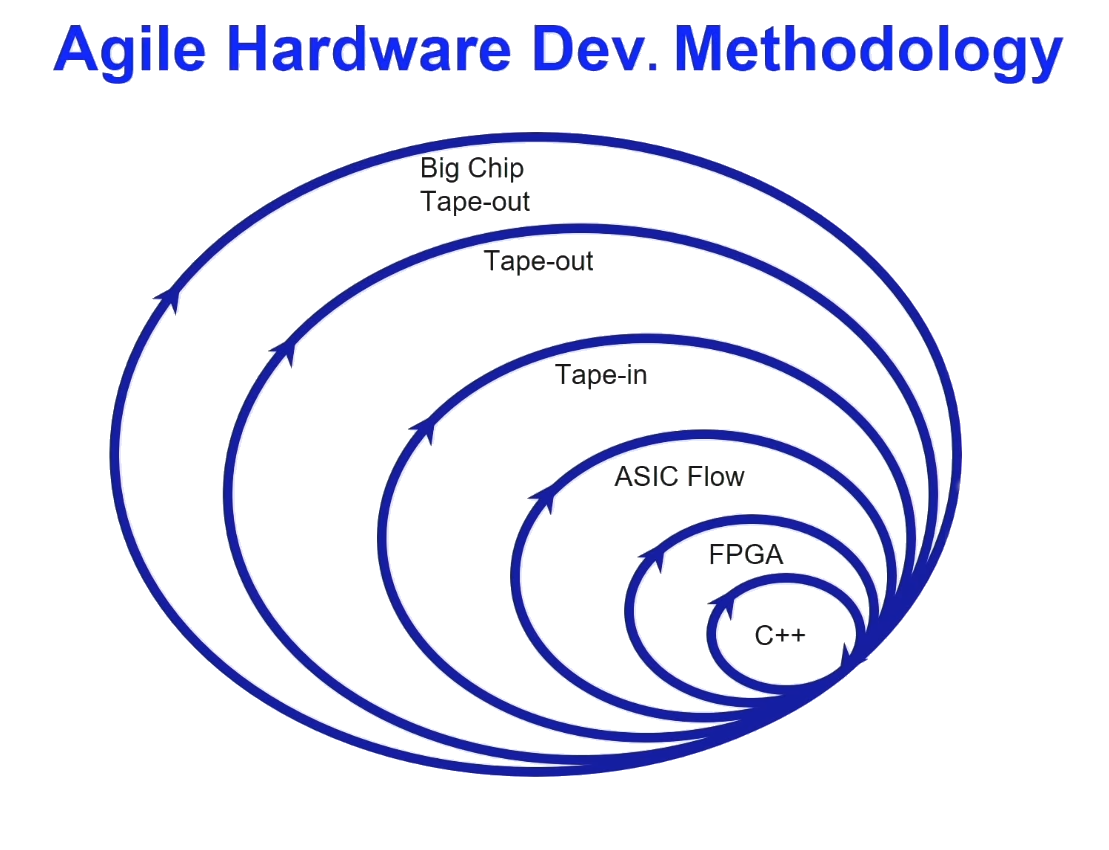 Agile Hardware Dev. Methodology
Big Chip
Tape-out
Tape-out
Tape-in
ASIC Flow
FPGA
C++